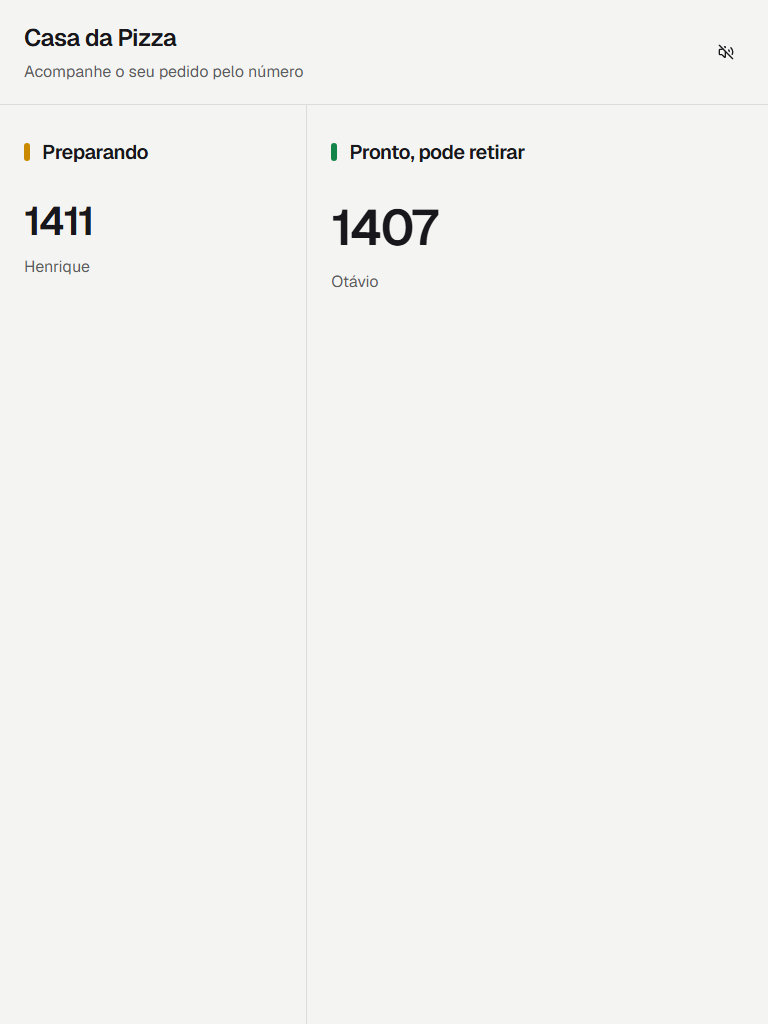 Casa da Pizza
Acompanhe o seu pedido pelo número
Preparando
1411
Henrique
Pronto, pode retirar
1407
Otávio